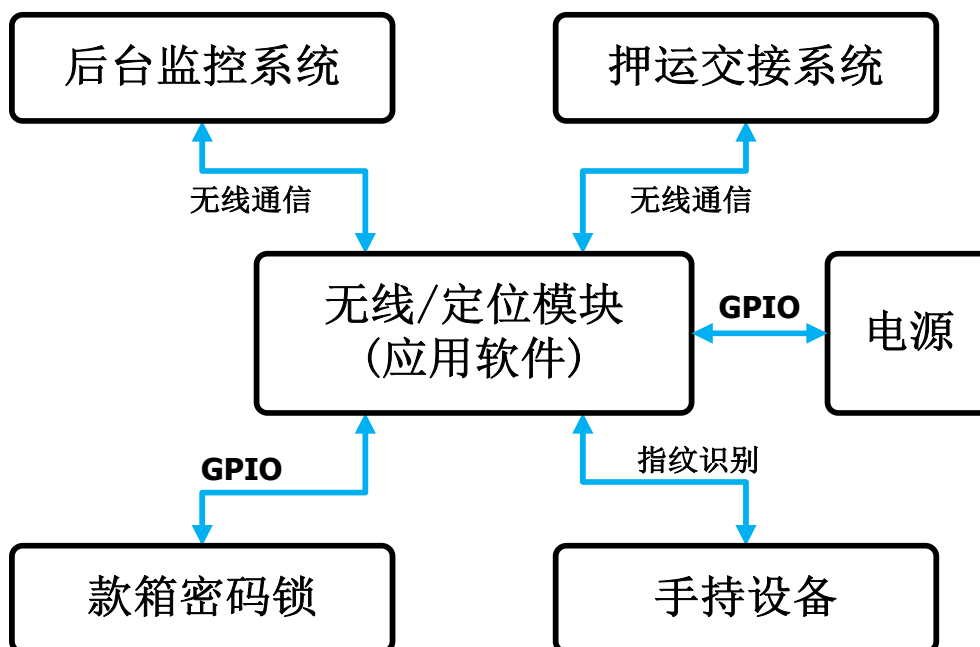 后台监控系统
押运交接系统
无线通信
无线通信
无线/定位模块
(应用软件)
GPIO
电源
GPIO
指纹识别
款箱密码锁
手持设备